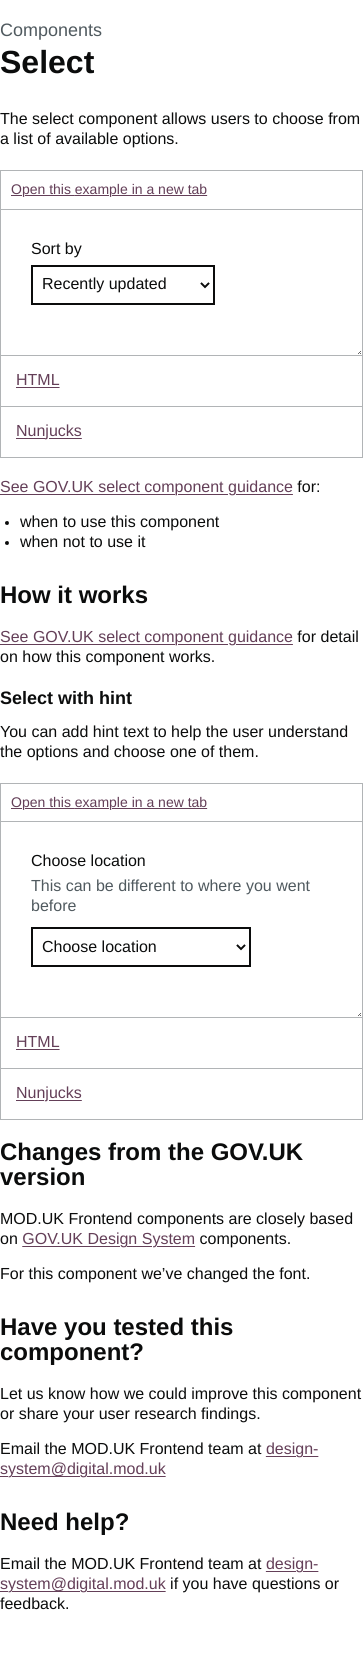 Components
Select
The select component allows users to choose from
a list of available options.
Open this example in a new tab
Sort by
Recently updated
HTML
Nunjucks
See GOV.UK select component guidance for:
• when to use this component
• when not to use it
How it works
See GOV.UK select component guidance for detail
on how this component works.
Select with hint
You can add hint text to help the user understand
the options and choose one of them.
Open this example in a new tab
Choose location
This can be different to where you went
before
Choose location
HTML
Nunjucks
Changes from the GOV.UK
version
MOD.UK Frontend components are closely based
on GOV.UK Design System components.
For this component we’ve changed the font.
Have you tested this
component?
Let us know how we could improve this component
or share your user research findings.
Email the MOD.UK Frontend team at design-
system@digital.mod.uk
Need help?
Email the MOD.UK Frontend team at design-
system@digital.mod.uk if you have questions or
feedback.